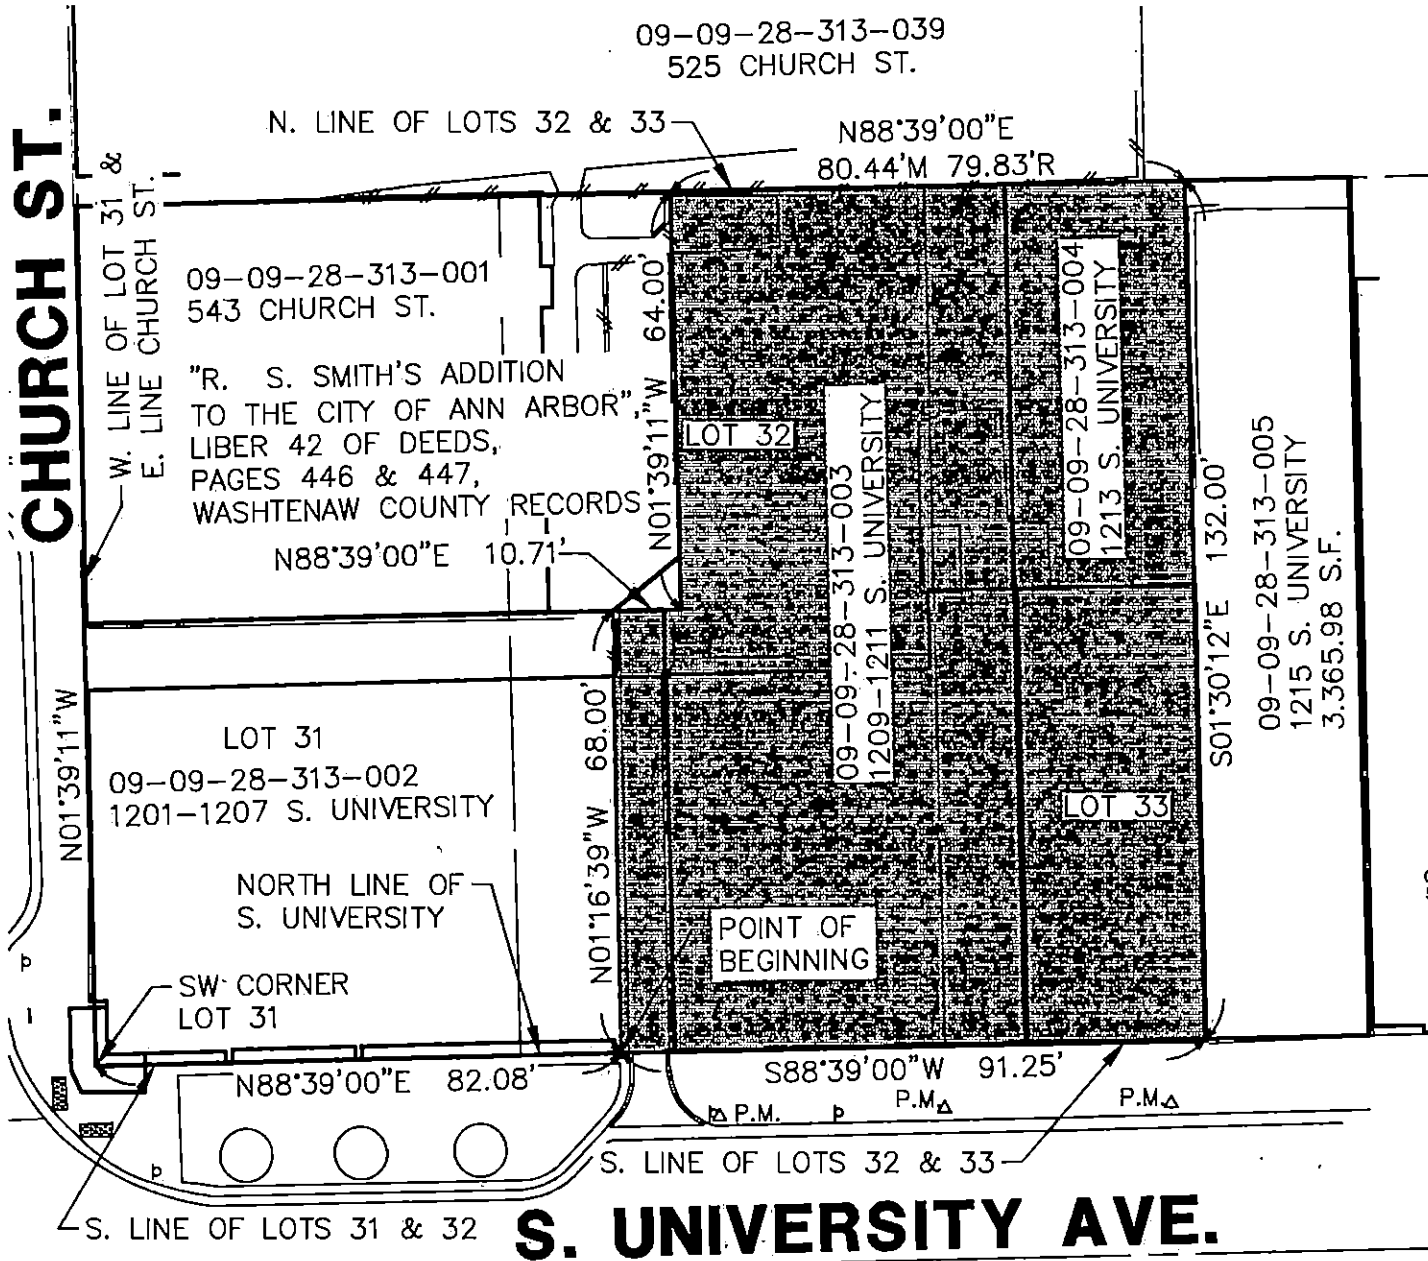 09-09-28-313-039
525 CHURCH ST.
N. LINE OF LOTS 32 & 33
N88°39'00"E
80.44'M 79.83'R
CHURCH ST.
W. LINE OF LOT 31 &
E. LINE CHURCH ST.
09-09-28-313-001
543 CHURCH ST.
"R. S. SMITH'S ADDITION
TO THE CITY OF ANN ARBOR",
LIBER 42 OF DEEDS,
PAGES 446 & 447,
WASHTENAW COUNTY RECORDS
N88°39'00"E 10.71'
N01°39'11"W 64.00'
LOT 32
09-09-28-313-003
1209-1211 S. UNIVERSITY
09-09-28-313-004
1213 S. UNIVERSITY
S01°30'12"E 132.00'
09-09-28-313-005
1215 S. UNIVERSITY
3,365.98 S.F.
N01°39'11"W
LOT 31
09-09-28-313-002
1201-1207 S. UNIVERSITY
N01°16'39"W 68.00'
LOT 33
NORTH LINE OF
S. UNIVERSITY
POINT OF
BEGINNING
SW CORNER
LOT 31
N88°39'00"E 82.08'
S88°39'00"W 91.25'
P.M.
P.M.
P.M.
S. LINE OF LOTS 32 & 33
S. LINE OF LOTS 31 & 32
S. UNIVERSITY AVE.